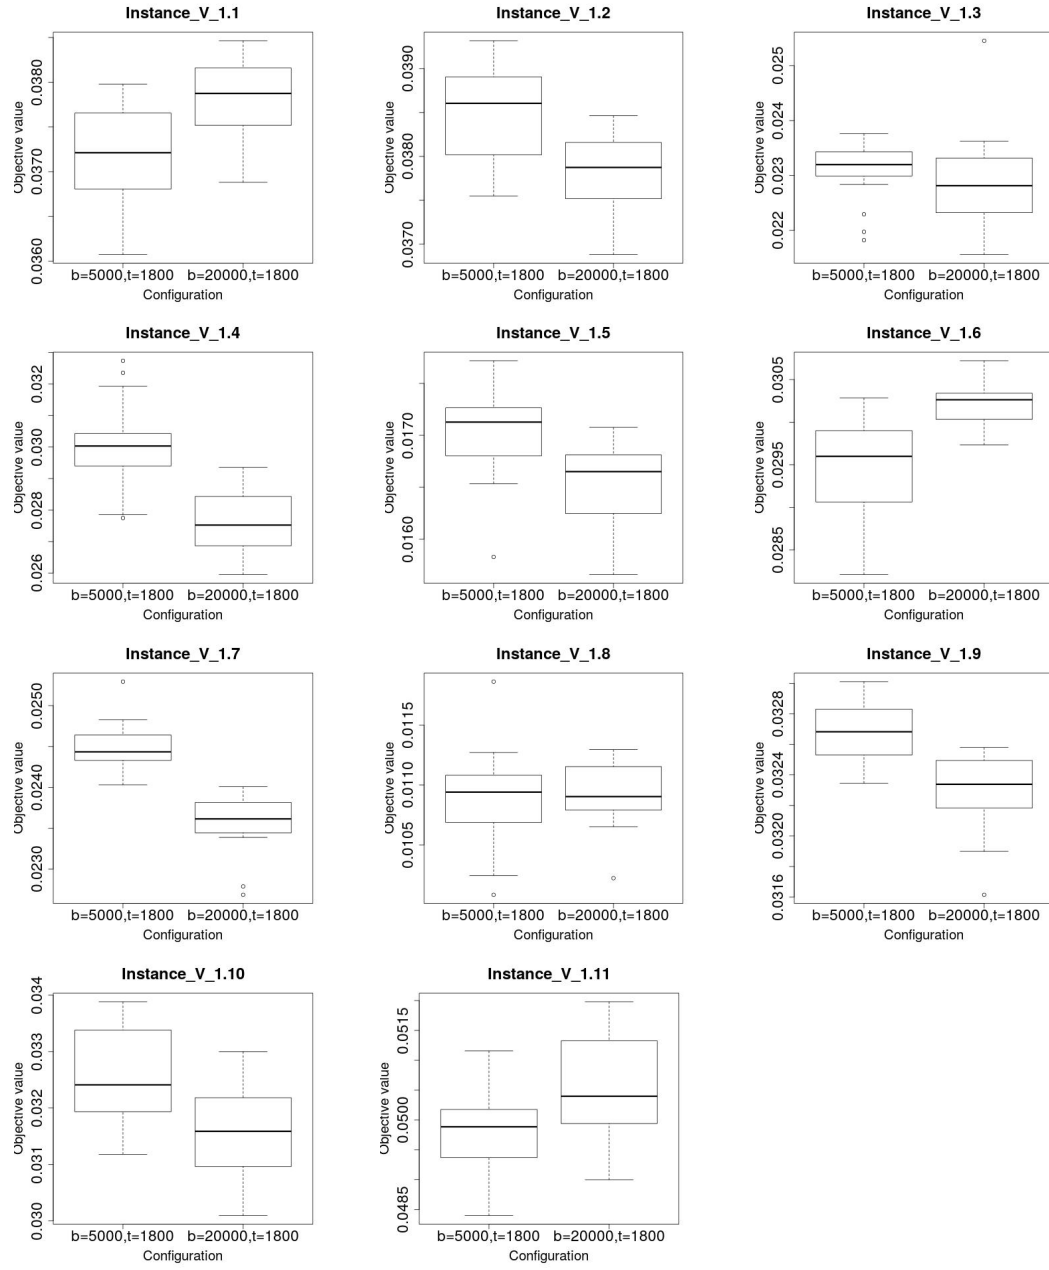 Instance_V_1.1
Objective value
0.0360 0.0370 0.0380
b=5000,t=1800 b=20000,t=1800
Configuration
Instance_V_1.2
Objective value
0.0370 0.0380 0.0390
b=5000,t=1800 b=20000,t=1800
Configuration
Instance_V_1.3
Objective value
0.022 0.023 0.024 0.025
b=5000,t=1800 b=20000,t=1800
Configuration
Instance_V_1.4
Objective value
0.026 0.028 0.030 0.032
b=5000,t=1800 b=20000,t=1800
Configuration
Instance_V_1.5
Objective value
0.0160 0.0170
b=5000,t=1800 b=20000,t=1800
Configuration
Instance_V_1.6
Objective value
0.0285 0.0295 0.0305
b=5000,t=1800 b=20000,t=1800
Configuration
Instance_V_1.7
Objective value
0.0230 0.0240 0.0250
b=5000,t=1800 b=20000,t=1800
Configuration
Instance_V_1.8
Objective value
0.0105 0.0110 0.0115
b=5000,t=1800 b=20000,t=1800
Configuration
Instance_V_1.9
Objective value
0.0316 0.0320 0.0324 0.0328
b=5000,t=1800 b=20000,t=1800
Configuration
Instance_V_1.10
Objective value
0.030 0.031 0.032 0.033 0.034
b=5000,t=1800 b=20000,t=1800
Configuration
Instance_V_1.11
Objective value
0.0485 0.0500 0.0515
b=5000,t=1800 b=20000,t=1800
Configuration